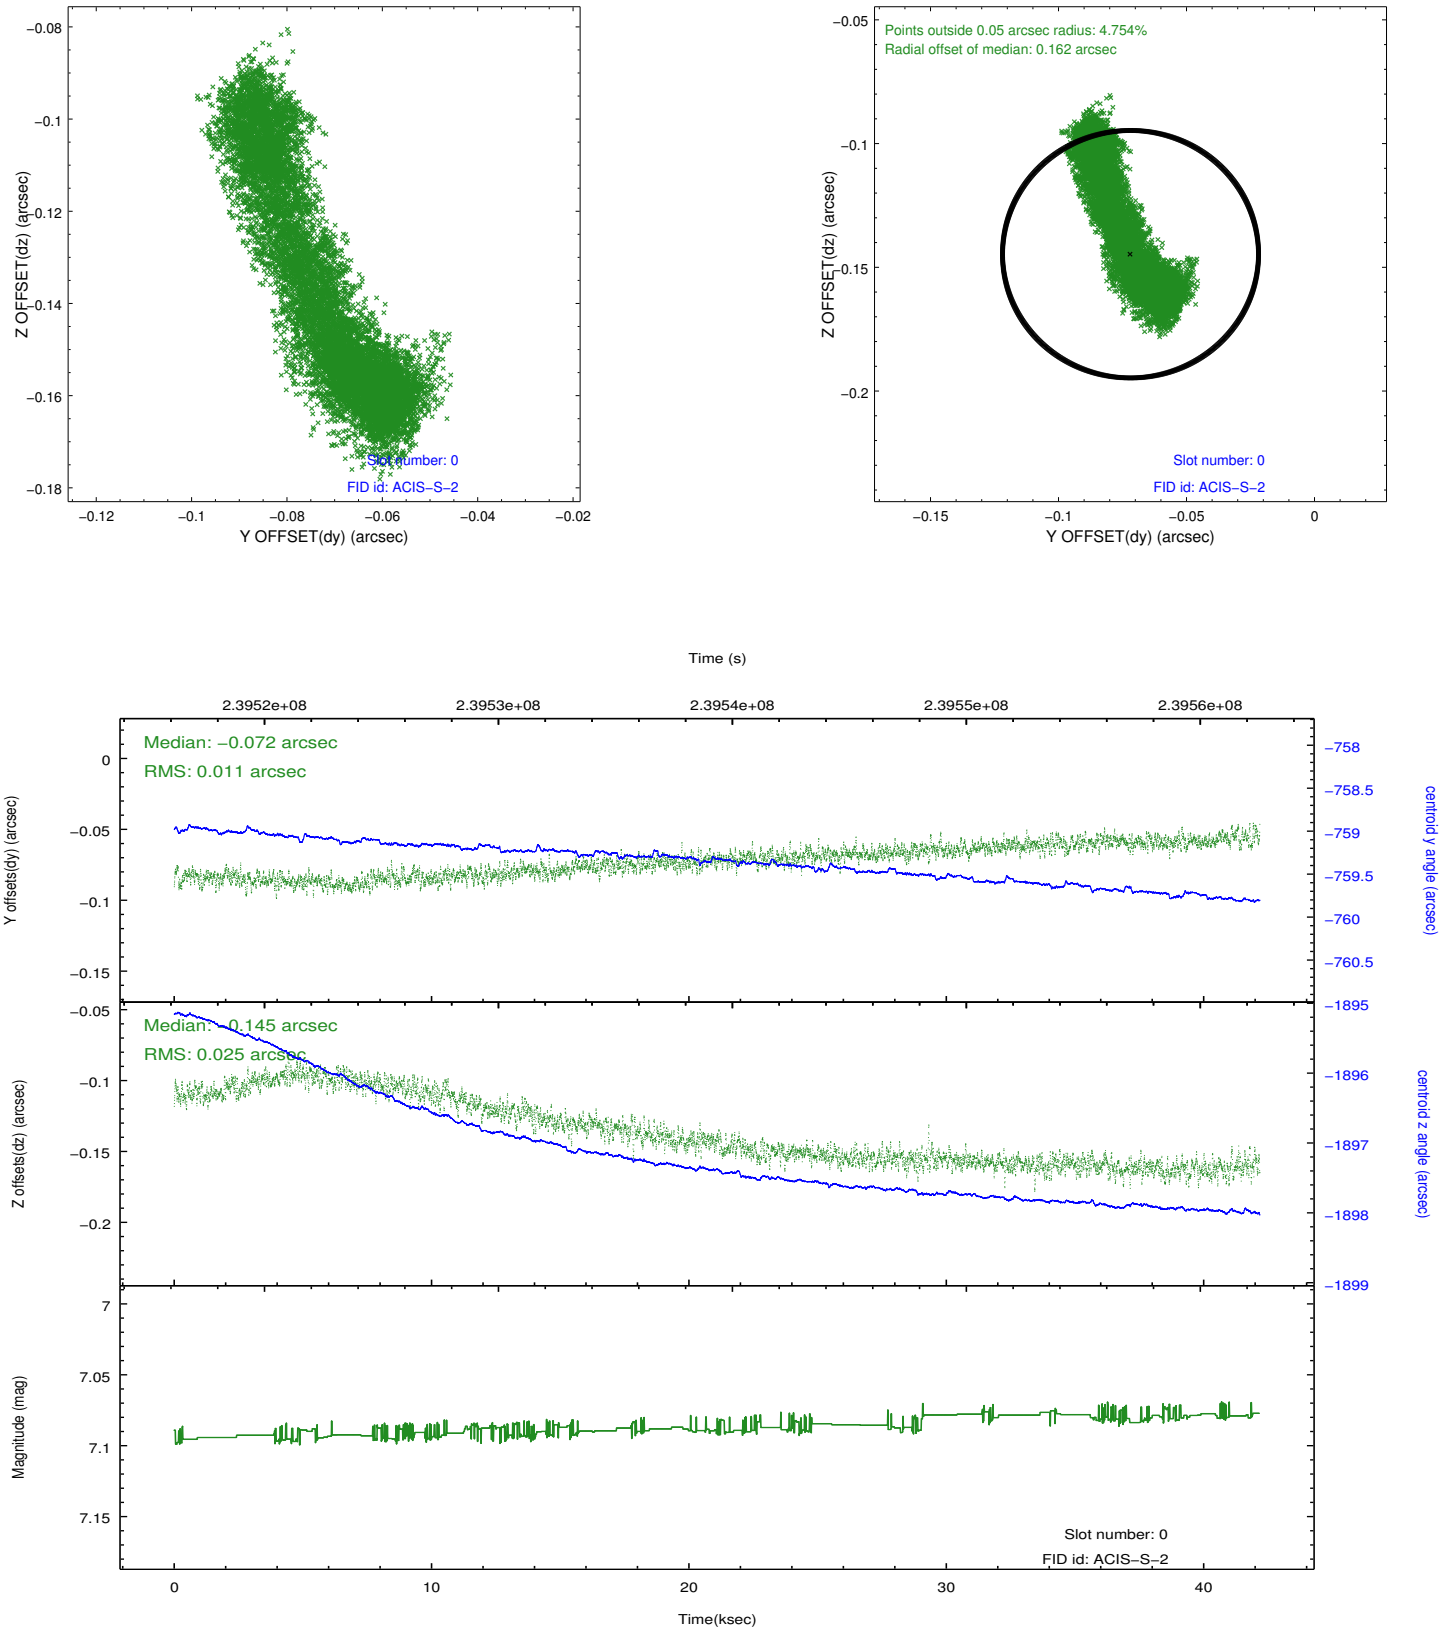 −0.08
−0.1
−0.12
−0.14
−0.16
−0.18
Z OFFSET(dz) (arcsec)
Slot number: 0
FID id: ACIS−S−2
−0.12
−0.1
−0.08
−0.06
−0.04
−0.02
Y OFFSET(dy) (arcsec)
Points outside 0.05 arcsec radius: 4.754%
Radial offset of median: 0.162 arcsec
−0.05
−0.1
−0.15
−0.2
Z OFFSET(dz) (arcsec)
Slot number: 0
FID id: ACIS−S−2
−0.15
−0.1
−0.05
0
Y OFFSET(dy) (arcsec)
Time (s)
2.3952e+08
2.3953e+08
2.3954e+08
2.3955e+08
2.3956e+08
Median: −0.072 arcsec
RMS: 0.011 arcsec
0
−0.05
−0.1
−0.15
Y offsets(dy) (arcsec)
−758
−758.5
−759
−759.5
−760
−760.5
centroid y angle (arcsec)
Median: −0.145 arcsec
RMS: 0.025 arcsec
−0.05
−0.1
−0.15
−0.2
Z offsets(dz) (arcsec)
−1895
−1896
−1897
−1898
−1899
centroid z angle (arcsec)
7
7.05
7.1
7.15
Magnitude (mag)
Slot number: 0
FID id: ACIS−S−2
0
10
20
30
40
Time(ksec)